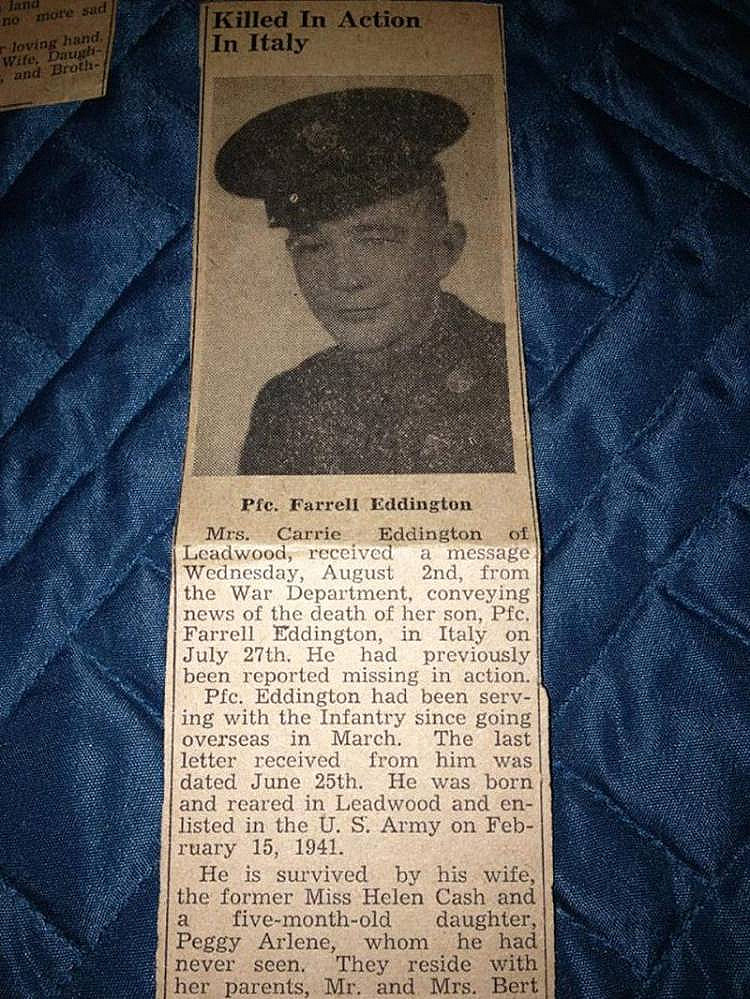 land
no more sad
r loving hand.
Wife, Daugh-
, and Broth-
Killed In Action
In Italy
Pfc. Farrell Eddington
Mrs. Carrie Eddington of
Leadwood, received a message
Wednesday, August 2nd, from
the War Department, conveying
news of the death of her son, Pfc.
Farrell Eddington, in Italy on
July 27th. He had previously
been reported missing in action.
Pfc. Eddington had been serv-
ing with the Infantry since going
overseas in March. The last
letter received from him was
dated June 25th. He was born
and reared in Leadwood and en-
listed in the U. S. Army on Feb-
ruary 15, 1941.
He is survived by his wife,
the former Miss Helen Cash and
a five-month-old daughter,
Peggy Arlene, whom he had
never seen. They reside with
her parents, Mr. and Mrs. Bert